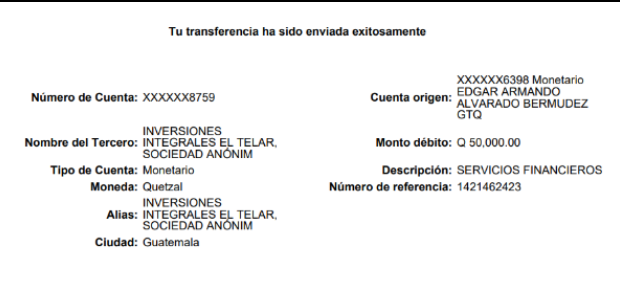 Tu transferencia ha sido enviada exitosamente
Número de Cuenta: XXXXXX8759
Nombre del Tercero: INVERSIONES
INTEGRALES EL TELAR,
SOCIEDAD ANÓNIM
Tipo de Cuenta: Monetario
Moneda: Quetzal
Alias: INVERSIONES
INTEGRALES EL TELAR,
SOCIEDAD ANÓNIM
Ciudad: Guatemala
Cuenta origen: XXXXXX6398 Monetario
EDGAR ARMANDO
ALVARADO BERMUDEZ
GTQ
Monto débito: Q 50,000.00
Descripción: SERVICIOS FINANCIEROS
Número de referencia: 1421462423